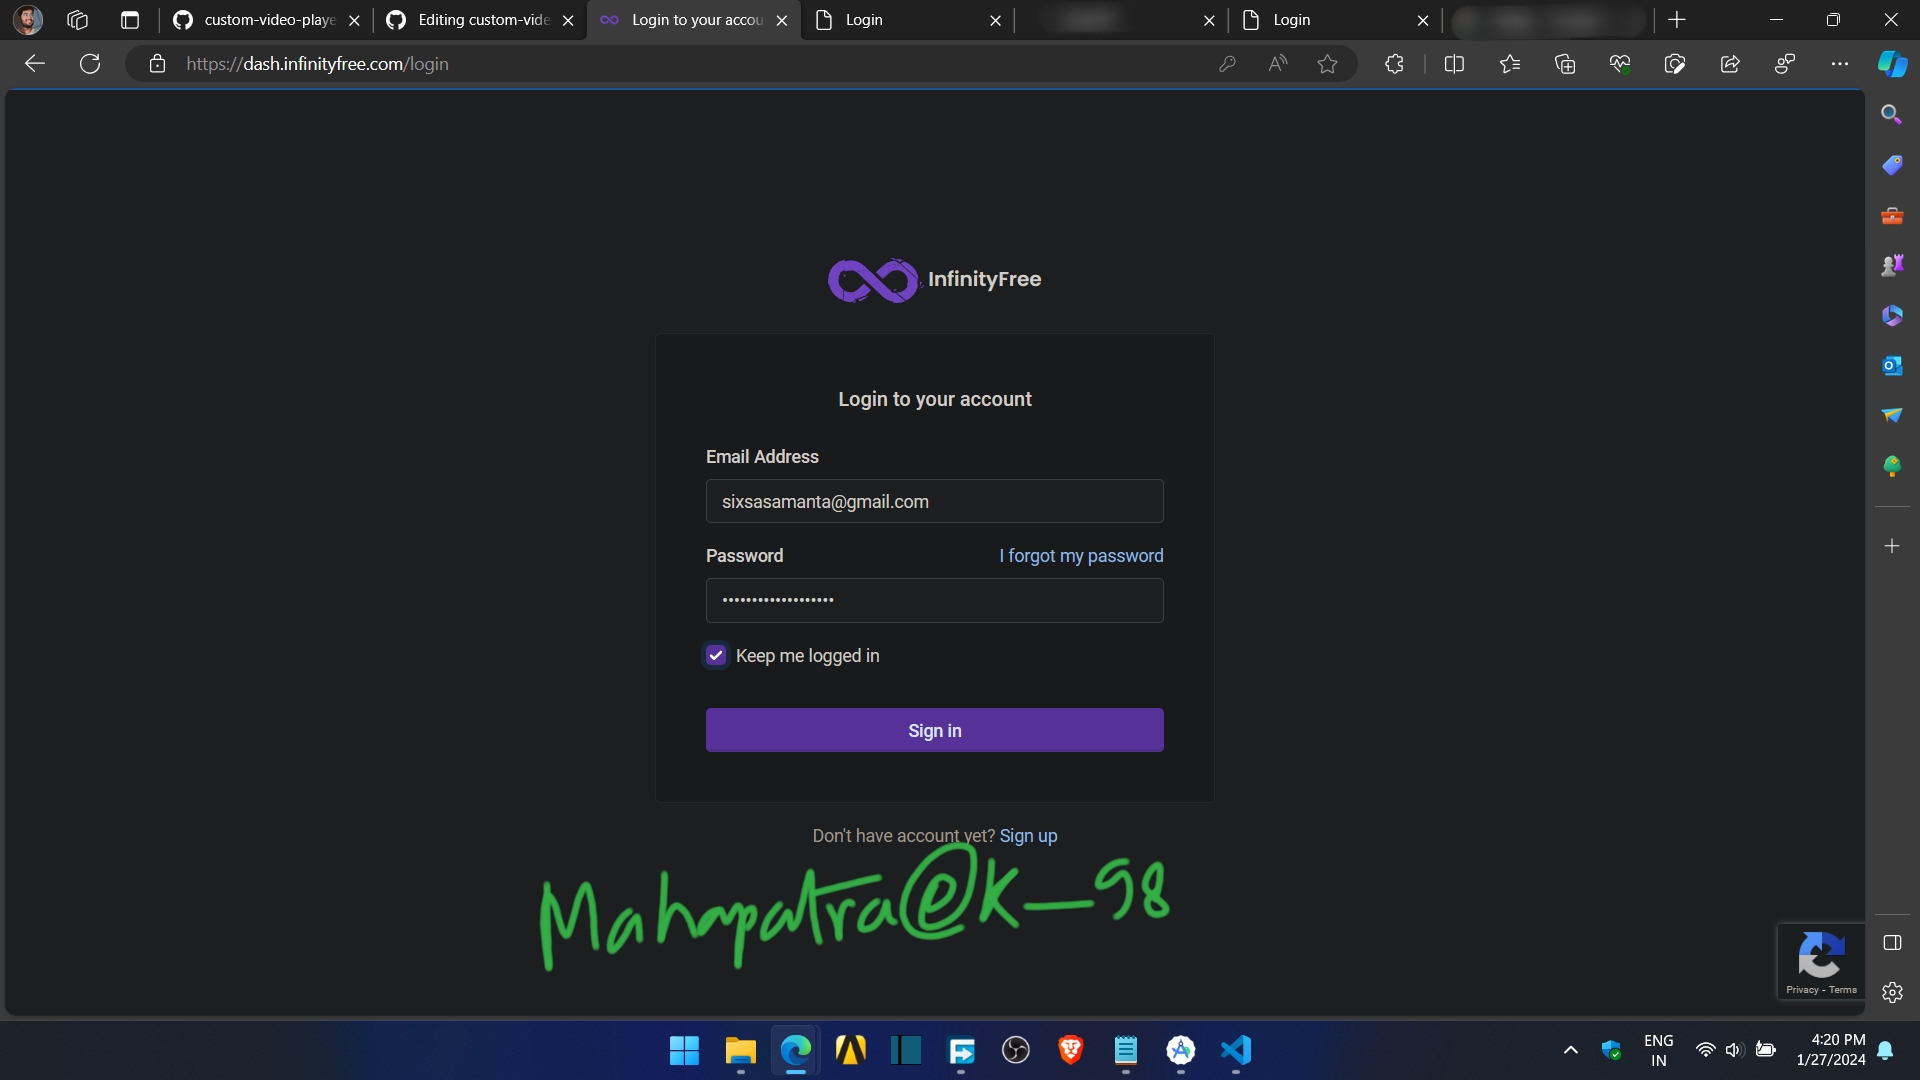 custom-video-playe
Editing custom-vide
Login to your accou
Login
Login
https://dash.infinityfree.com/login
InfinityFree
Login to your account
Email Address
sixsasamanta@gmail.com
Password I forgot my password
•••••••••••••••••••
Keep me logged in
Sign in
Don't have account yet? Sign up
Mahapatra@K_98
Privacy - Terms
ENG
IN
4:20 PM
1/27/2024